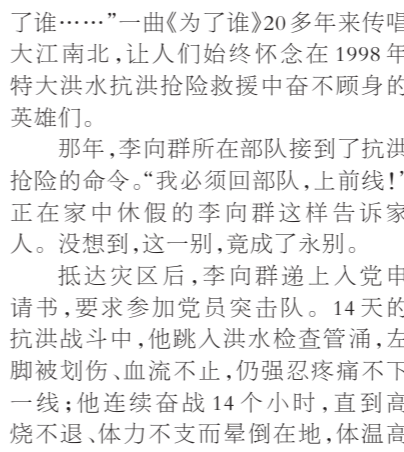 了谁……”一曲《为了谁》20多年来传唱
大江南北,让人们始终怀念在1998年
特大洪水抗洪抢险救援中奋不顾身的
英雄们。
那年,李向群所在部队接到了抗洪
抢险的命令。“我必须回部队,上前线!”
正在家中休假的李向群这样告诉家
人。没想到,这一别,竟成了永别。
抵达灾区后,李向群递上入党申
请书,要求参加党员突击队。14天的
抗洪战斗中,他跳入洪水检查管涌,左
脚被划伤、血流不止,仍强忍疼痛不下
一线;他连续奋战14个小时,直到高
烧不退、体力不支而晕倒在地,体温高